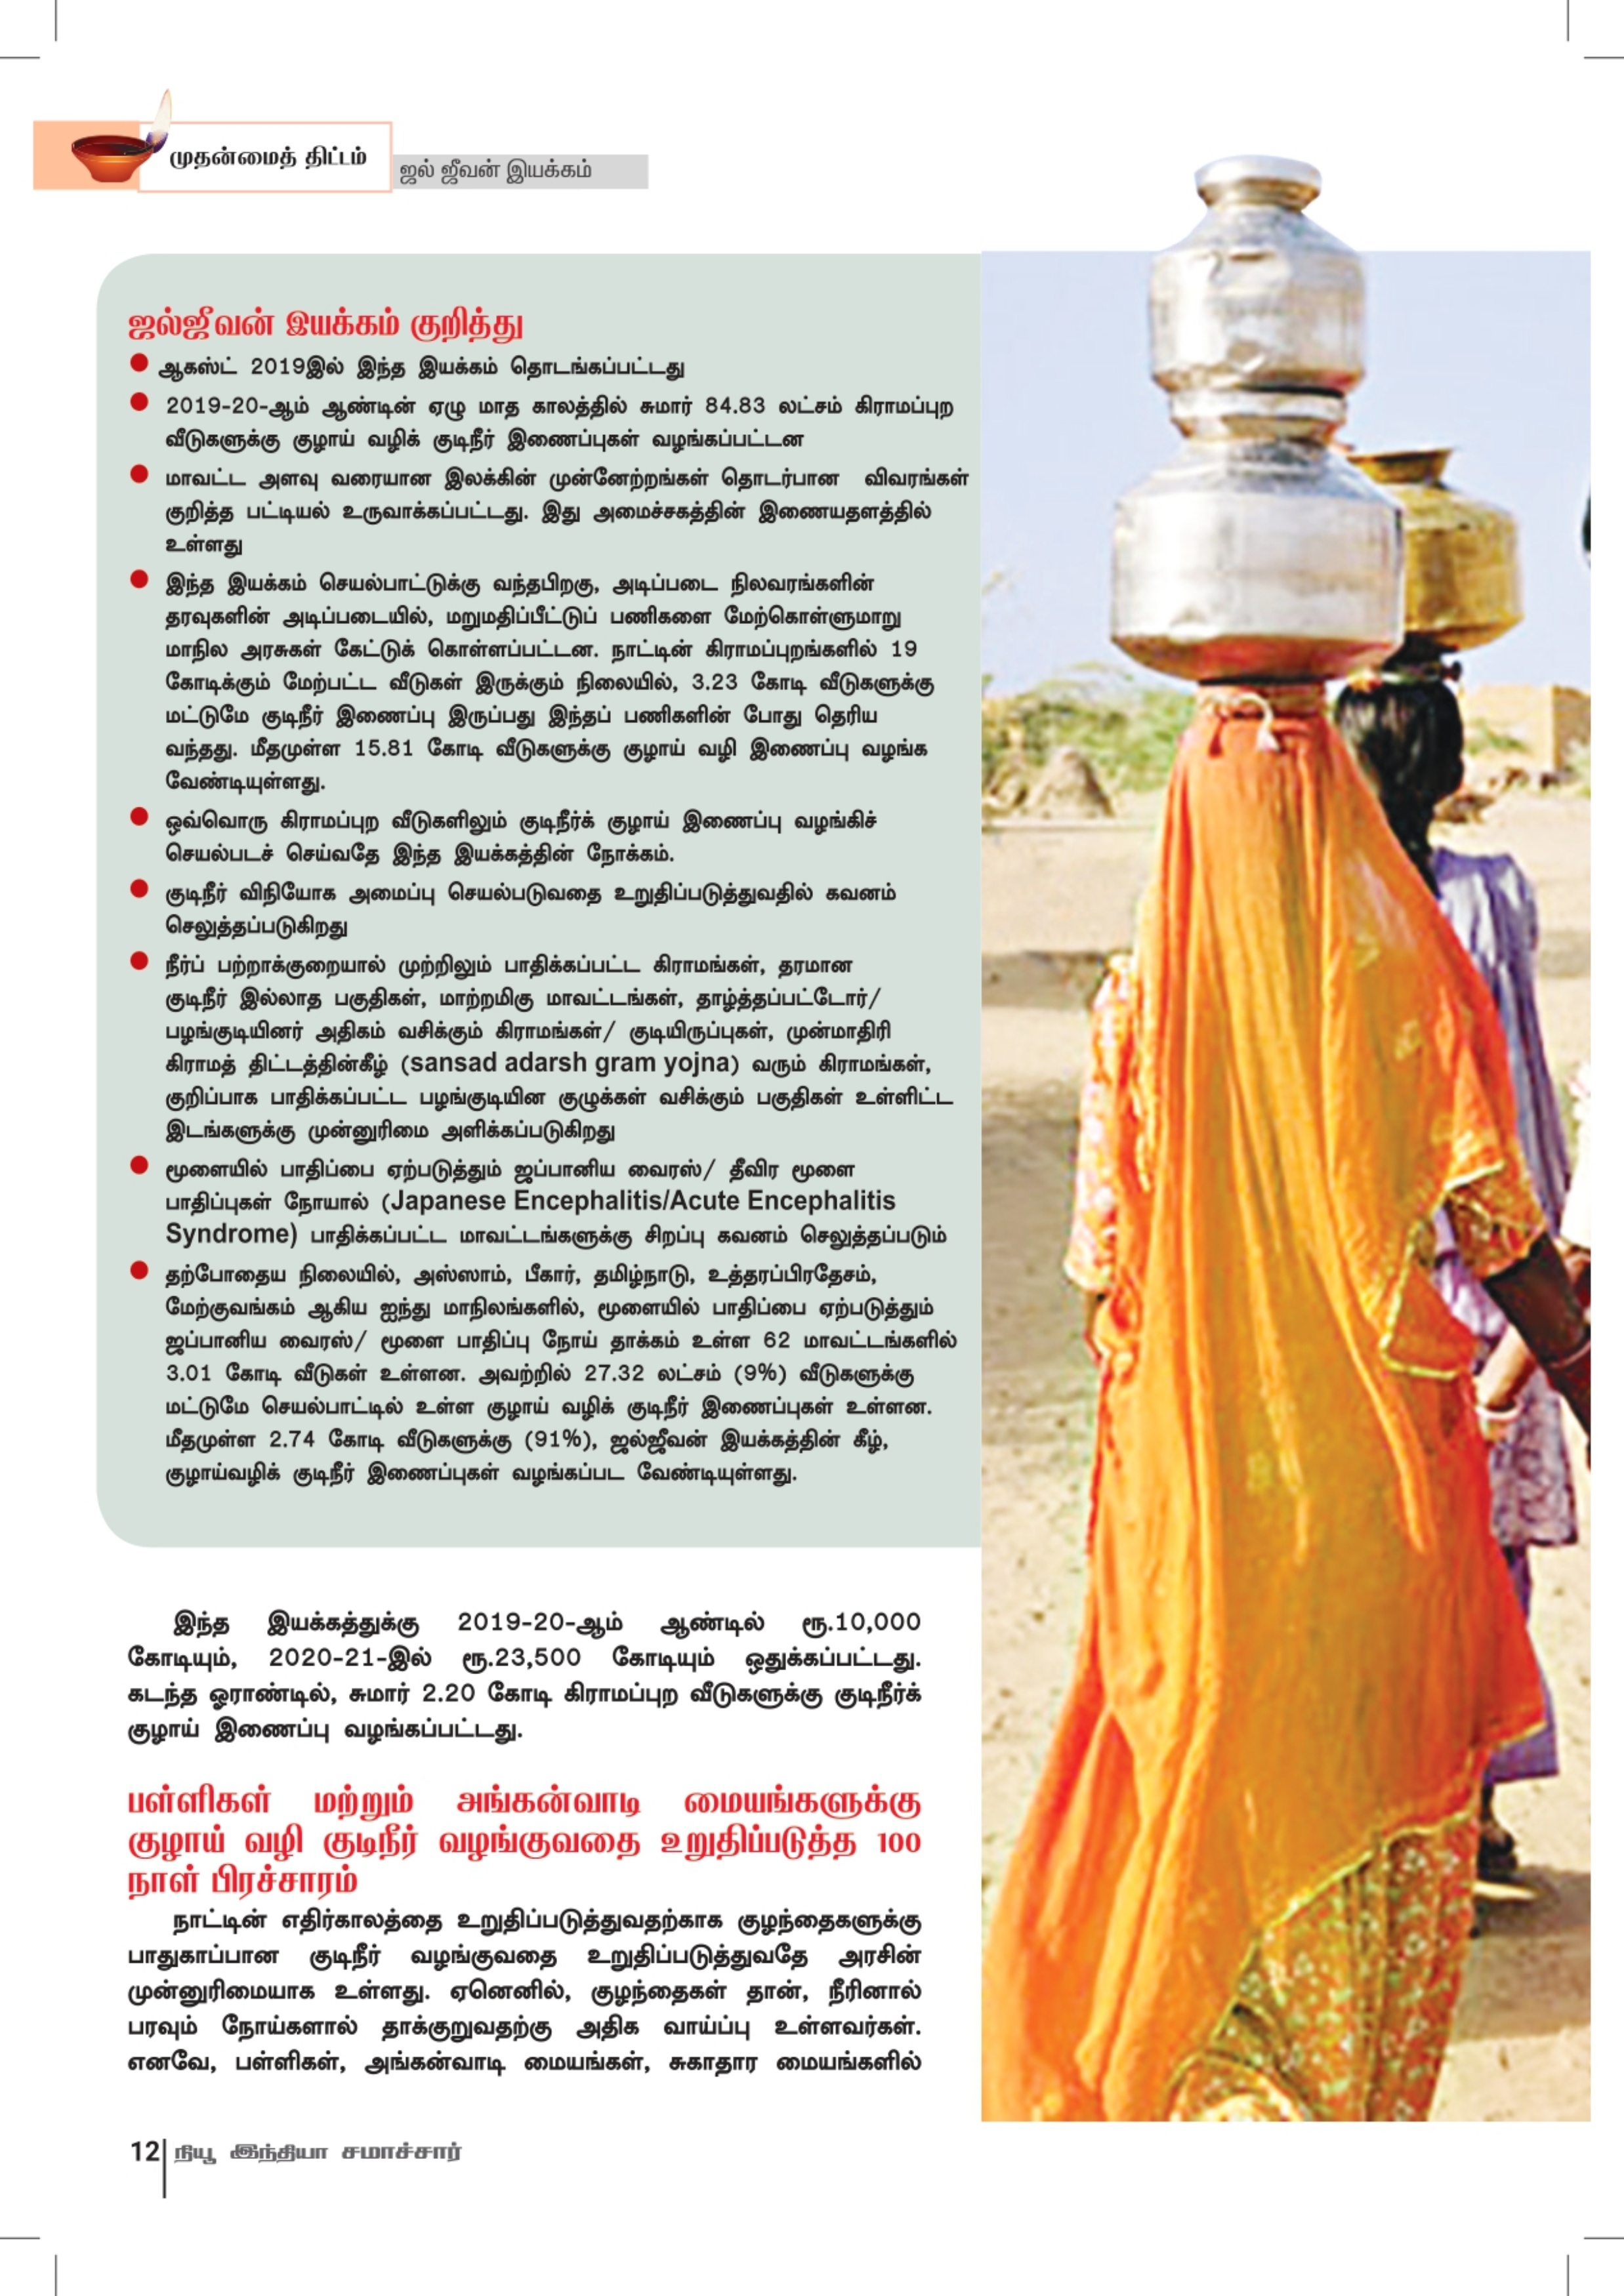 முதன்மைத் திட்டம்
ஜல் ஜீவன் இயக்கம்
ஜல்ஜீவன் இயக்கம் குறித்து
● ஆகஸ்ட் 2019இல் இந்த இயக்கம் தொடங்கப்பட்டது
● 2019-20-ஆம் ஆண்டின் ஏழு மாத காலத்தில் சுமார் 84.83 லட்சம் கிராமப்புற
வீடுகளுக்கு குழாய் வழிக் குடிநீர் இணைப்புகள் வழங்கப்பட்டன
● மாவட்ட அளவு வரையான இலக்கின் முன்னேற்றங்கள் தொடர்பான விவரங்கள்
குறித்த பட்டியல் உருவாக்கப்பட்டது. இது அமைச்சகத்தின் இணையதளத்தில்
உள்ளது
● இந்த இயக்கம் செயல்பாட்டுக்கு வந்தபிறகு, அடிப்படை நிலவரங்களின்
தரவுகளின் அடிப்படையில், மறுமதிப்பீட்டுப் பணிகளை மேற்கொள்ளுமாறு
மாநில அரசுகள் கேட்டுக் கொள்ளப்பட்டன. நாட்டின் கிராமப்புறங்களில் 19
கோடிக்கும் மேற்பட்ட வீடுகள் இருக்கும் நிலையில், 3.23 கோடி வீடுகளுக்கு
மட்டுமே குடிநீர் இணைப்பு இருப்பது இந்தப் பணிகளின் போது தெரிய
வந்தது. மீதமுள்ள 15.81 கோடி வீடுகளுக்கு குழாய் வழி இணைப்பு வழங்க
வேண்டியுள்ளது.
● ஒவ்வொரு கிராமப்புற வீடுகளிலும் குடிநீர்க் குழாய் இணைப்பு வழங்கிச்
செயல்படச் செய்வதே இந்த இயக்கத்தின் நோக்கம்.
● குடிநீர் விநியோக அமைப்பு செயல்படுவதை உறுதிப்படுத்துவதில் கவனம்
செலுத்தப்படுகிறது
● நீர்ப் பற்றாக்குறையால் முற்றிலும் பாதிக்கப்பட்ட கிராமங்கள், தரமான
குடிநீர் இல்லாத பகுதிகள், மாற்றமிகு மாவட்டங்கள், தாழ்த்தப்பட்டோர்/
பழங்குடியினர் அதிகம் வசிக்கும் கிராமங்கள்/ குடியிருப்புகள், முன்மாதிரி
கிராமத் திட்டத்தின்கீழ் (sansad adarsh gram yojna) வரும் கிராமங்கள்,
குறிப்பாக பாதிக்கப்பட்ட பழங்குடியின குழுக்கள் வசிக்கும் பகுதிகள் உள்ளிட்ட
இடங்களுக்கு முன்னுரிமை அளிக்கப்படுகிறது
● மூளையில் பாதிப்பை ஏற்படுத்தும் ஜப்பானிய வைரஸ்/ தீவிர மூளை
பாதிப்புகள் நோயால் (Japanese Encephalitis/Acute Encephalitis
Syndrome) பாதிக்கப்பட்ட மாவட்டங்களுக்கு சிறப்பு கவனம் செலுத்தப்படும்
● தற்போதைய நிலையில், அஸ்ஸாம், பீகார், தமிழ்நாடு, உத்தரப்பிரதேசம்,
மேற்குவங்கம் ஆகிய ஐந்து மாநிலங்களில், மூளையில் பாதிப்பை ஏற்படுத்தும்
ஜப்பானிய வைரஸ்/ மூளை பாதிப்பு நோய் தாக்கம் உள்ள 62 மாவட்டங்களில்
3.01 கோடி வீடுகள் உள்ளன. அவற்றில் 27.32 லட்சம் (9%) வீடுகளுக்கு
மட்டுமே செயல்பாட்டில் உள்ள குழாய் வழிக் குடிநீர் இணைப்புகள் உள்ளன.
மீதமுள்ள 2.74 கோடி வீடுகளுக்கு (91%), ஜல்ஜீவன் இயக்கத்தின் கீழ்,
குழாய்வழிக் குடிநீர் இணைப்புகள் வழங்கப்பட வேண்டியுள்ளது.
இந்த இயக்கத்துக்கு 2019-20-ஆம் ஆண்டில் ரூ.10,000
கோடியும், 2020-21-இல் ரூ.23,500 கோடியும் ஒதுக்கப்பட்டது.
கடந்த ஓராண்டில், சுமார் 2.20 கோடி கிராமப்புற வீடுகளுக்கு குடிநீர்க்
குழாய் இணைப்பு வழங்கப்பட்டது.
பள்ளிகள் மற்றும் அங்கன்வாடி மையங்களுக்கு
குழாய் வழி குடிநீர் வழங்குவதை உறுதிப்படுத்த 100
நாள் பிரச்சாரம்
நாட்டின் எதிர்காலத்தை உறுதிப்படுத்துவதற்காக குழந்தைகளுக்கு
பாதுகாப்பான குடிநீர் வழங்குவதை உறுதிப்படுத்துவதே அரசின்
முன்னுரிமையாக உள்ளது. ஏனெனில், குழந்தைகள் தான், நீரினால்
பரவும் நோய்களால் தாக்குறுவதற்கு அதிக வாய்ப்பு உள்ளவர்கள்.
எனவே, பள்ளிகள், அங்கன்வாடி மையங்கள், சுகாதார மையங்களில்
12 நியூ இந்தியா சமாச்சார்